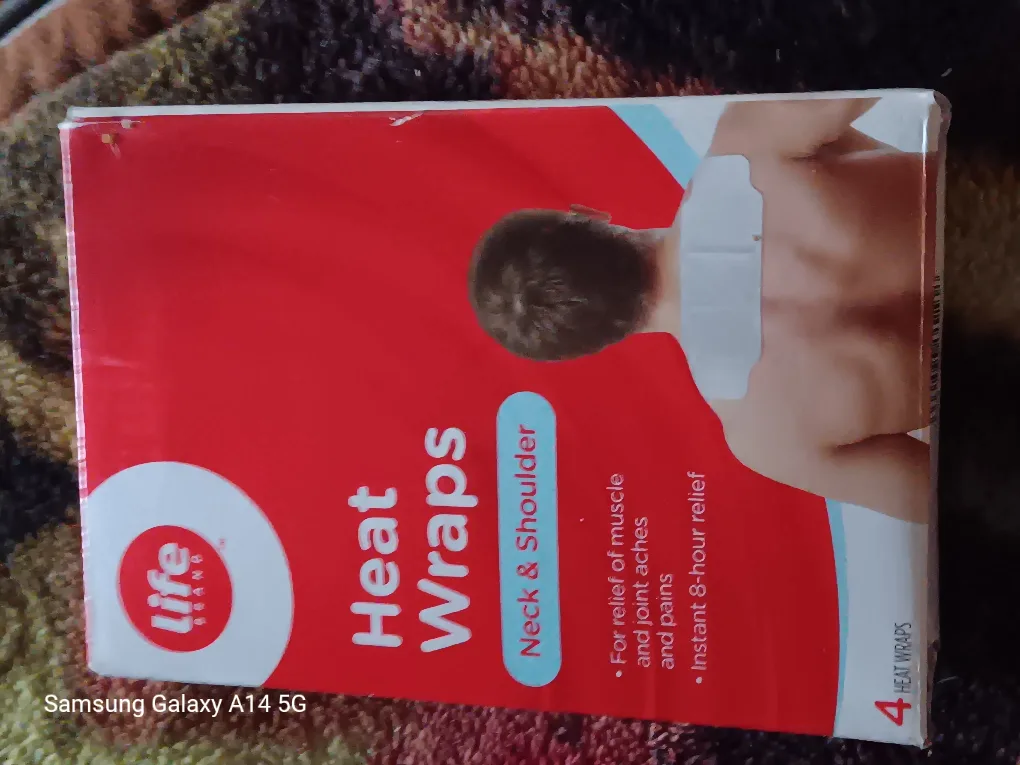 Life
BRAND
™
Heat
Wraps
Neck & Shoulder
• For relief of muscle
and joint aches
and pains
• Instant 8-hour relief
4 HEAT WRAPS
Samsung Galaxy A14 5G